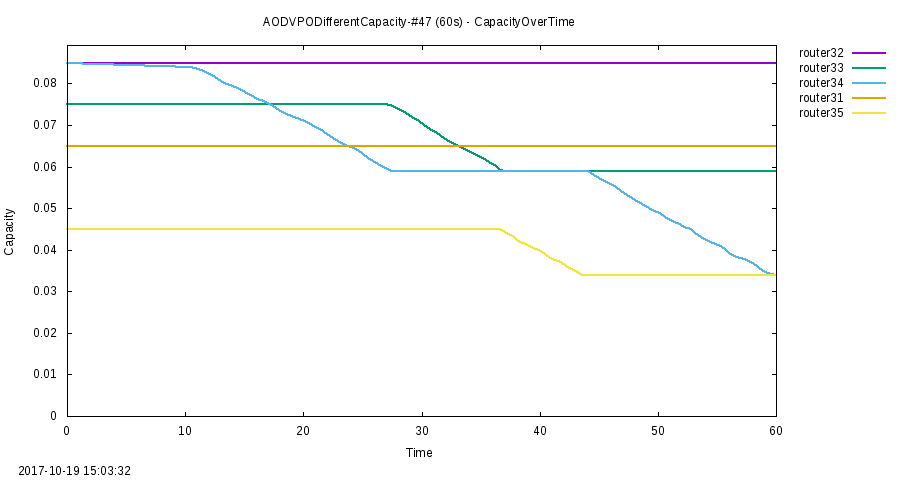 AODVPODifferentCapacity-#47 (60s) - CapacityOverTime
router32
router33
router34
router31
router35
0.08
0.07
0.06
0.05
0.04
0.03
0.02
0.01
0
Capacity
0 10 20 30 40 50 60
Time
2017-10-19 15:03:32